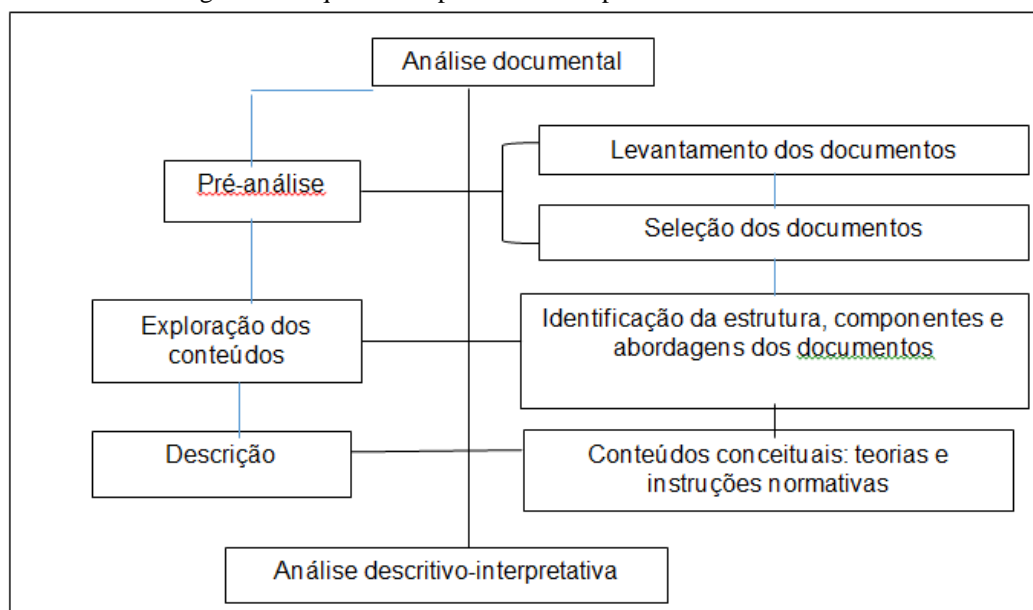 Análise documental
Pré-análise
Levantamento dos documentos
Seleção dos documentos
Exploração dos
conteúdos
Identificação da estrutura, componentes e
abordagens dos documentos
Descrição
Conteúdos conceituais: teorias e
instruções normativas
Análise descritivo-interpretativa